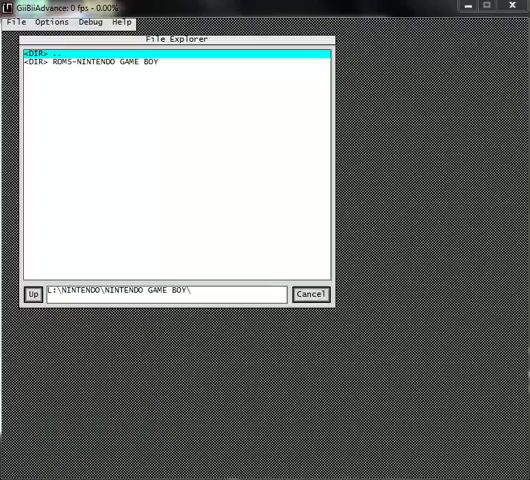 GiiBiiAdvance: 0 fps - 0.00%
File Options Debug Help
File Explorer
<DIR> ..
<DIR> ROMS-NINTENDO GAME BOY
Up L:\NINTENDO\NINTENDO GAME BOY\ Cancel